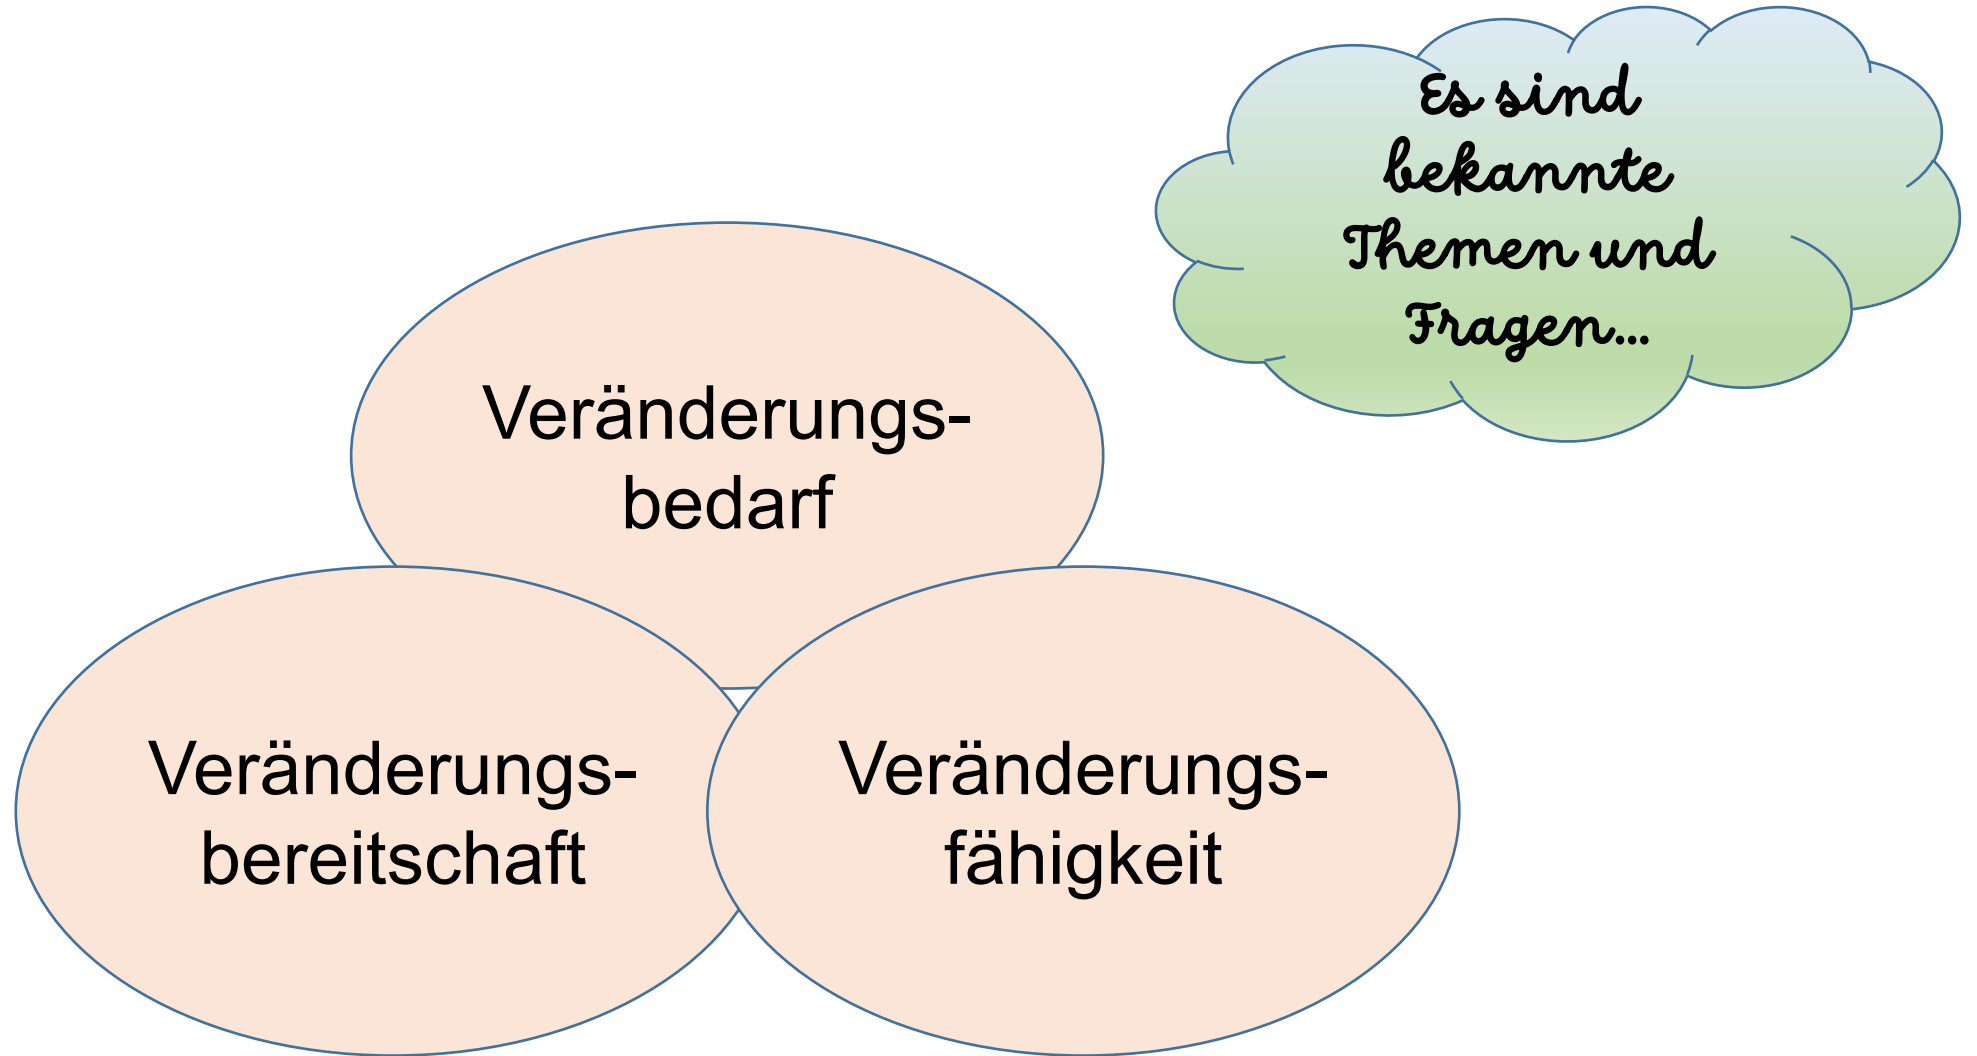 Es sind
bekannte
Themen und
Fragen...
Veränderungs-
bedarf
Veränderungs-
bereitschaft
Veränderungs-
fähigkeit